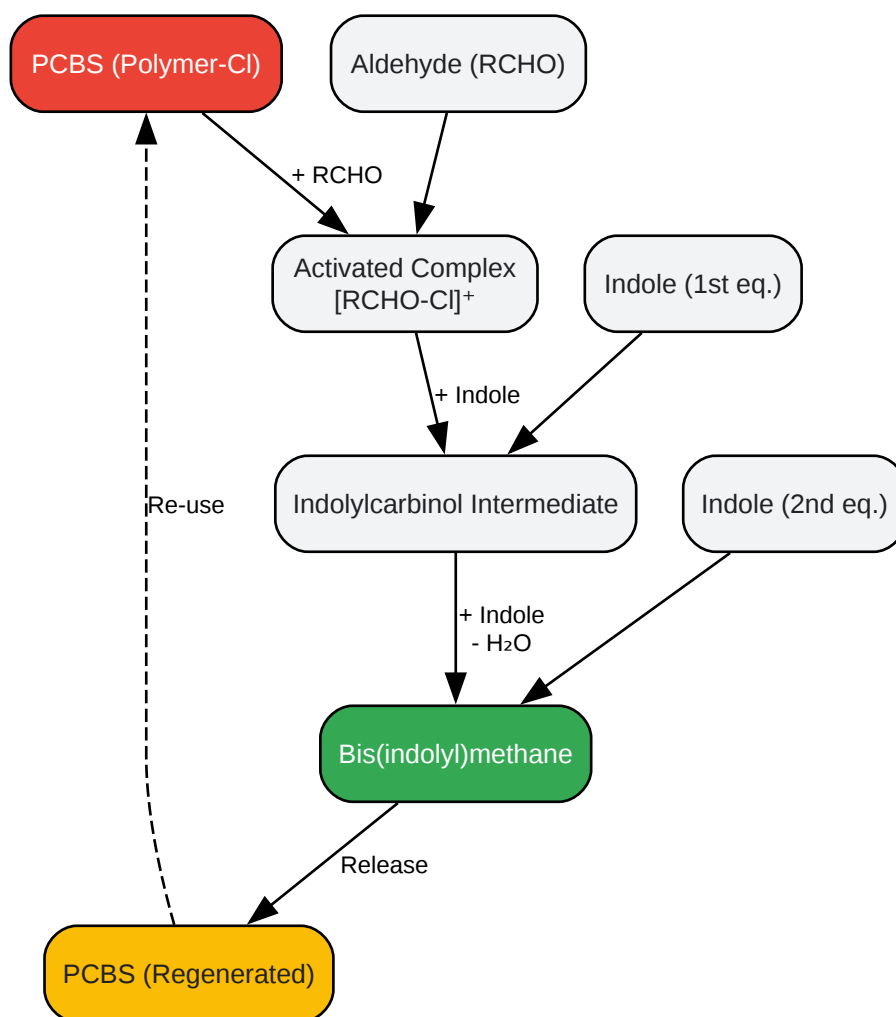 PCBS (Polymer-Cl)
Aldehyde (RCHO)
+ RCHO
Activated Complex
[RCHO-Cl]⁺
Indole (1st eq.)
+ Indole
Indolylcarbinol Intermediate
Indole (2nd eq.)
Re-use
+ Indole
- H₂O
Bis(indolyl)methane
Release
PCBS (Regenerated)